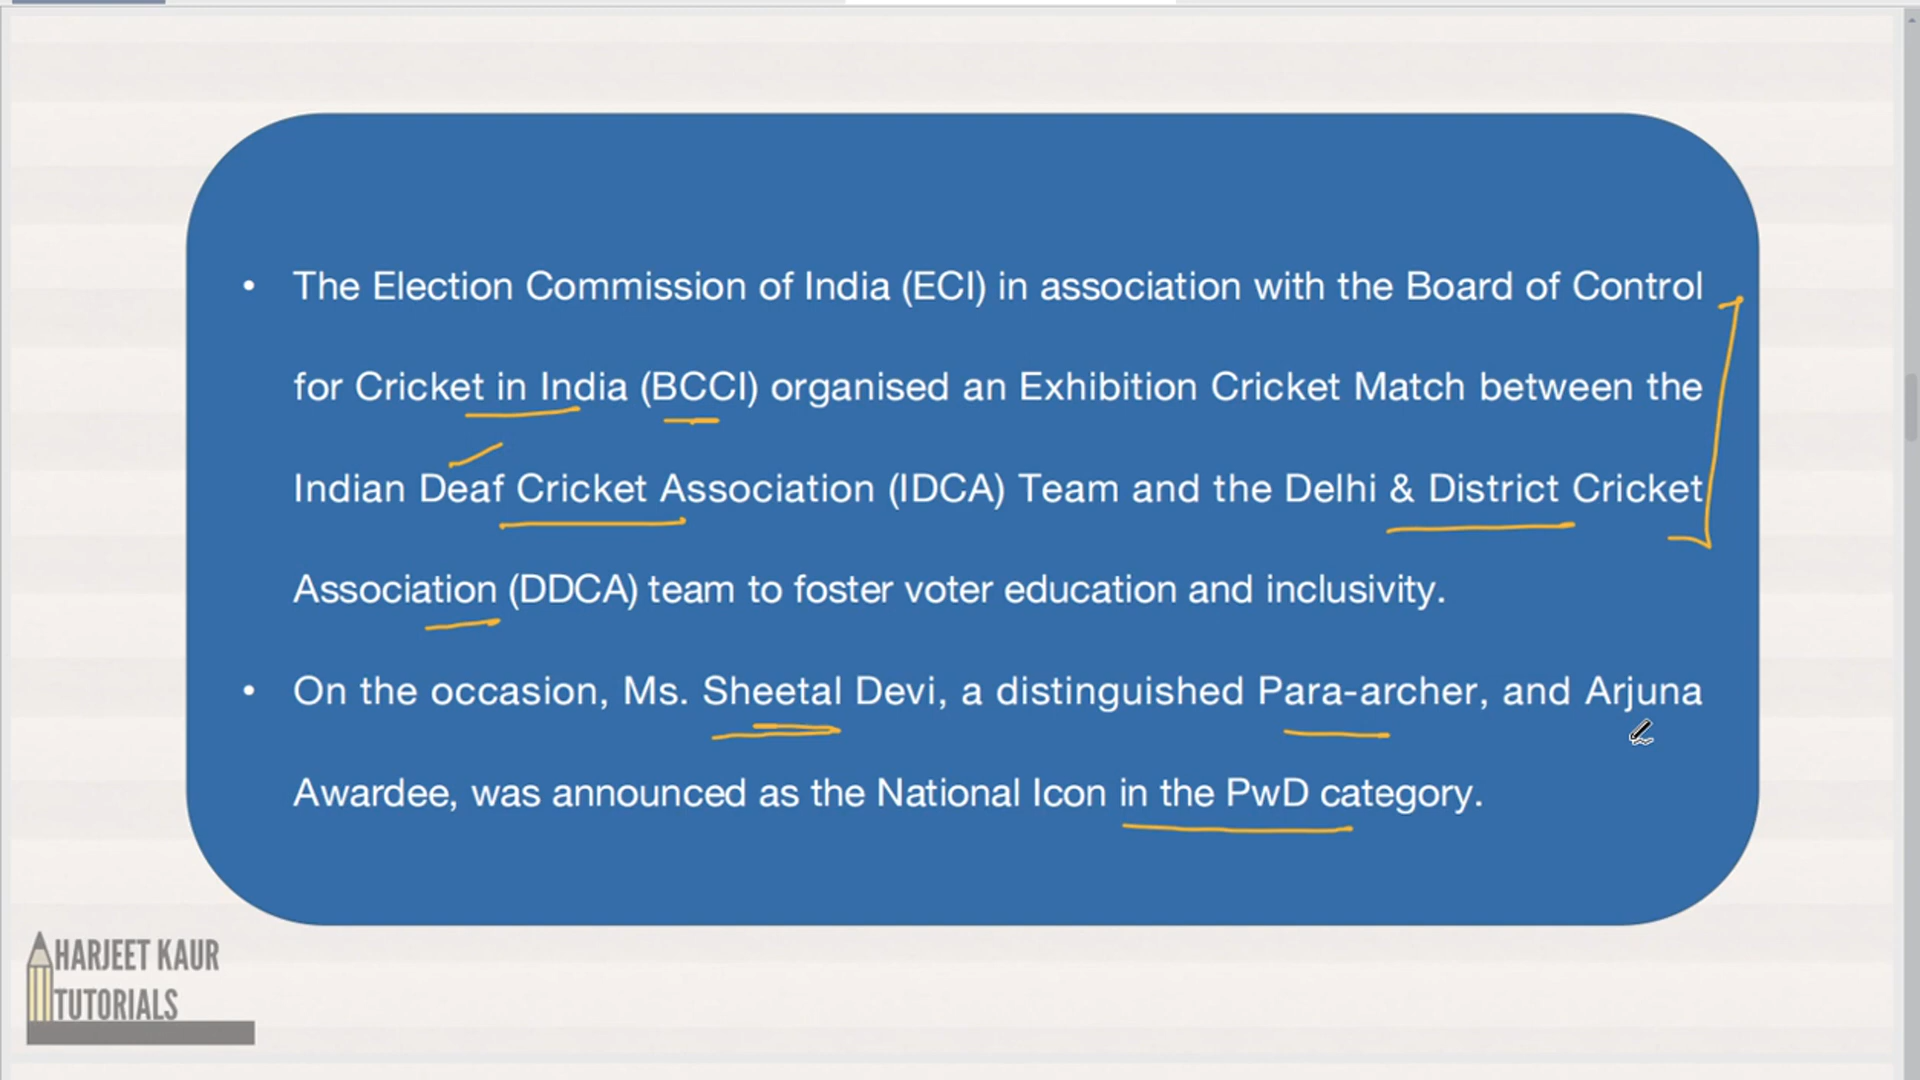 • The Election Commission of India (ECI) in association with the Board of Control
for Cricket in India (BCCI) organised an Exhibition Cricket Match between the
Indian Deaf Cricket Association (IDCA) Team and the Delhi & District Cricket
Association (DDCA) team to foster voter education and inclusivity.
• On the occasion, Ms. Sheetal Devi, a distinguished Para-archer, and Arjuna
Awardee, was announced as the National Icon in the PwD category.
HARJEET KAUR
TUTORIALS